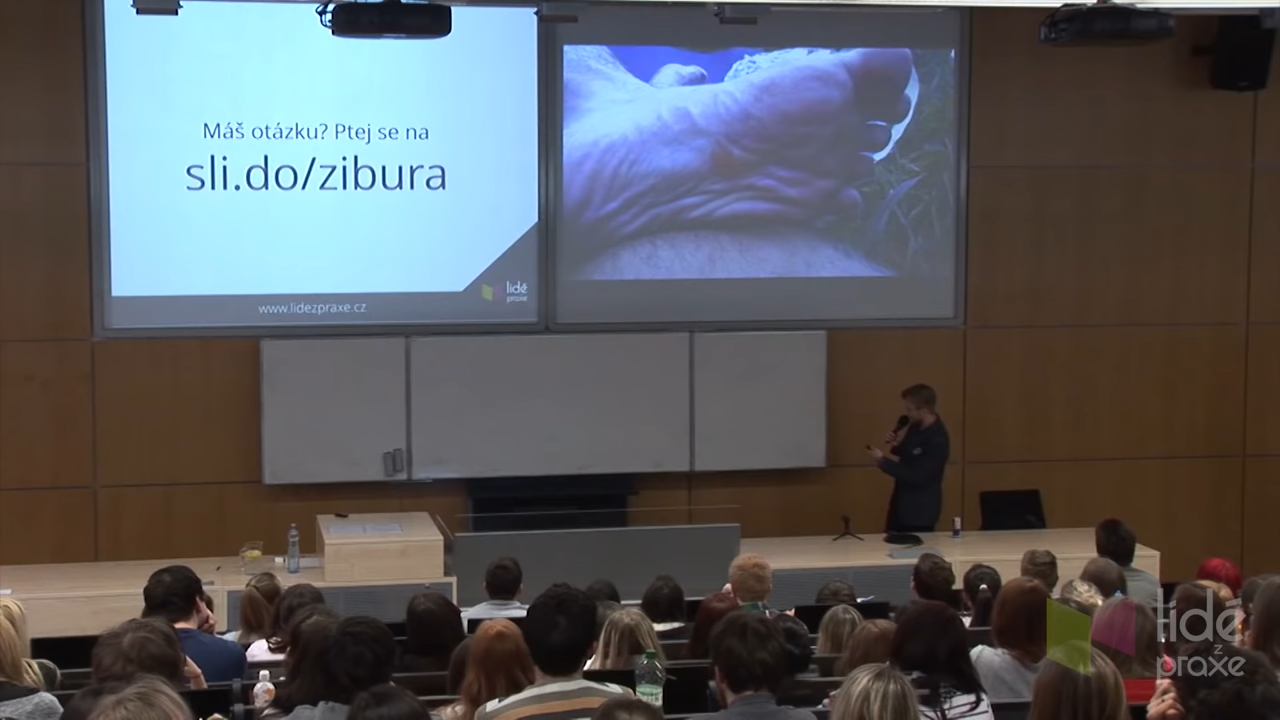 Máš otázku? Ptej se na
sli.do/zibura
lidé
praxe
www.lidezpraxe.cz
lidé
z
praxe